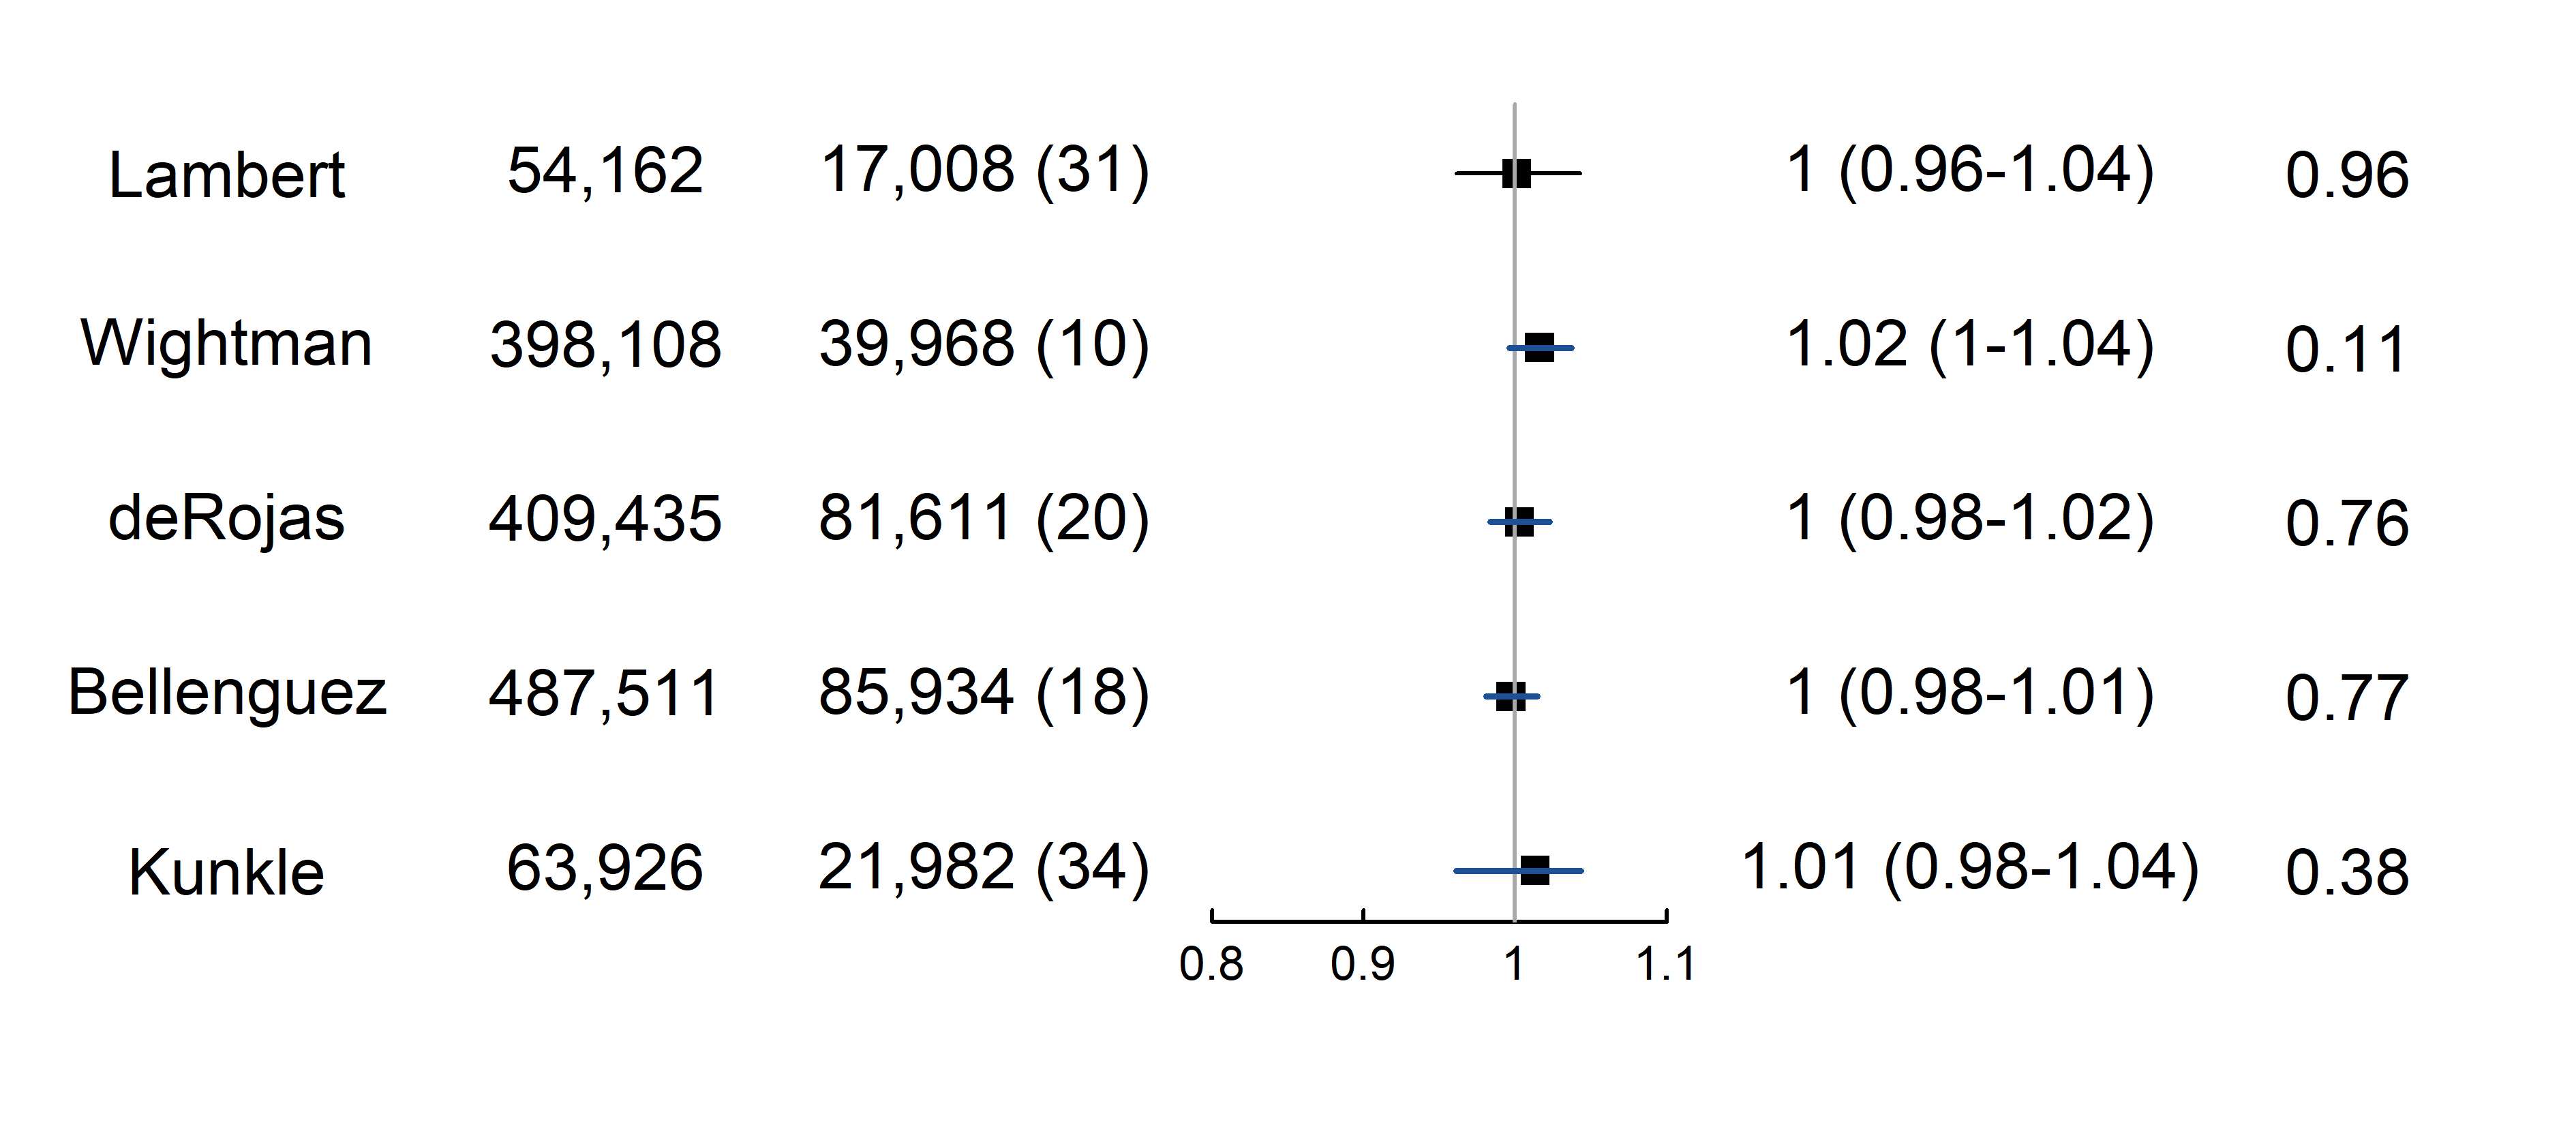 Lambert 54,162 17,008 (31) 1 (0.96-1.04) 0.96
Wightman 398,108 39,968 (10) 1.02 (1-1.04) 0.11
deRojas 409,435 81,611 (20) 1 (0.98-1.02) 0.76
Bellenguez 487,511 85,934 (18) 1 (0.98-1.01) 0.77
Kunkle 63,926 21,982 (34) 1.01 (0.98-1.04) 0.38
0.8 0.9 1 1.1